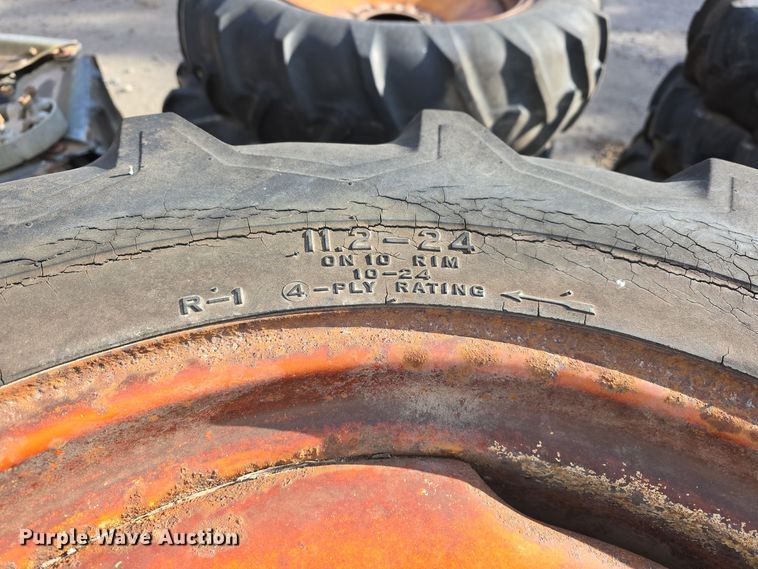 11.2-24
ON 10 RIM
10-24
R-1 4-PLY RATING
Purple Wave Auction